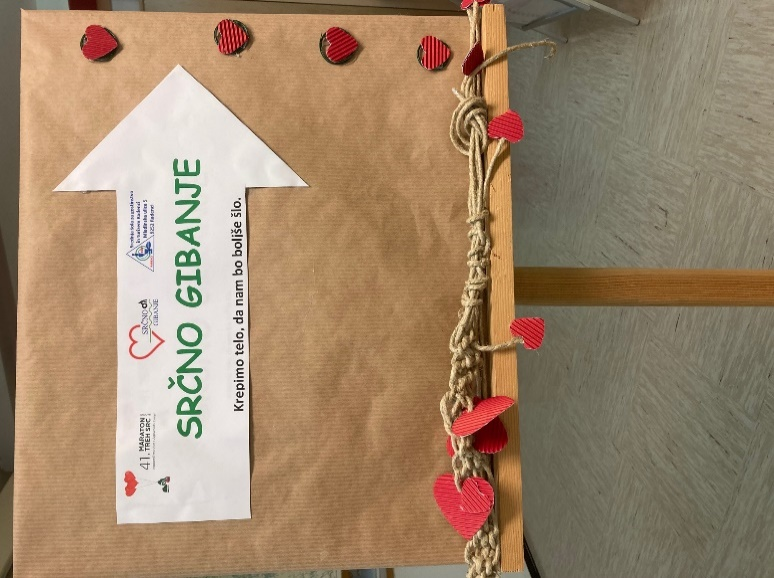 41. MARATON
TREH SRC
SRČNO
GIBANJE
SRČNO GIBANJE
Krepimo telo, da nam bo boljše šlo.